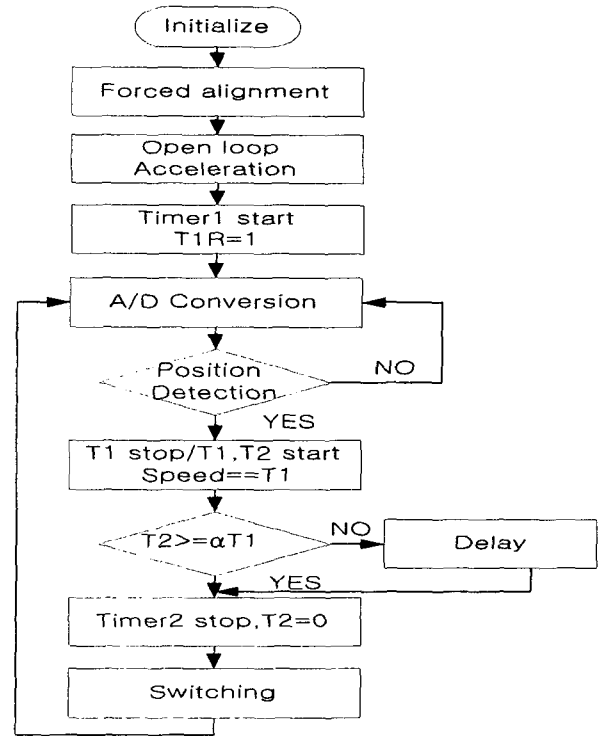 Initialize
Forced alignment
Open loop
Acceleration
Timer1 start
T1R=1
A/D Conversion
Position
Detection
NO
YES
T1 stop/T1,T2 start
Speed==T1
T2>=αT1
NO
Delay
YES
Timer2 stop,T2=0
Switching